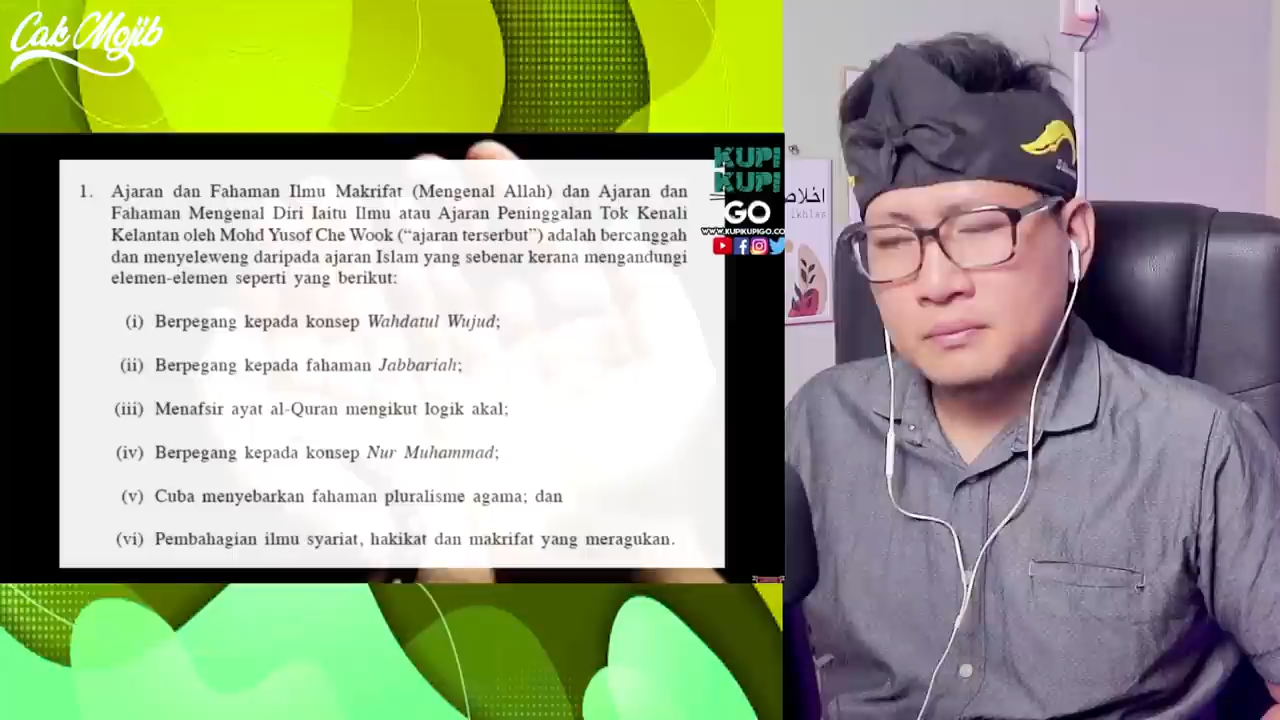 Cak Mojib
KUPI
KUPI
GO
WWW.KUPIKUPIGO.CO
1. Ajaran dan Fahaman Ilmu Makrifat (Mengenal Allah) dan Ajaran dan
Fahaman Mengenal Diri Iaitu Ilmu atau Ajaran Peninggalan Tok Kenali
Kelantan oleh Mohd Yusof Che Wook (“ajaran terserbut”) adalah bercanggah
dan menyeleweng daripada ajaran Islam yang sebenar kerana mengandungi
elemen-elemen seperti yang berikut:
(i) Berpegang kepada konsep Wahdatul Wujud;
(ii) Berpegang kepada fahaman Jabbariah;
(iii) Menafsir ayat al-Quran mengikut logik akal;
(iv) Berpegang kepada konsep Nur Muhammad;
(v) Cuba menyebarkan fahaman pluralisme agama; dan
(vi) Pembahagian ilmu syariat, hakikat dan makrifat yang meragukan.
اخلاص
ikhlas